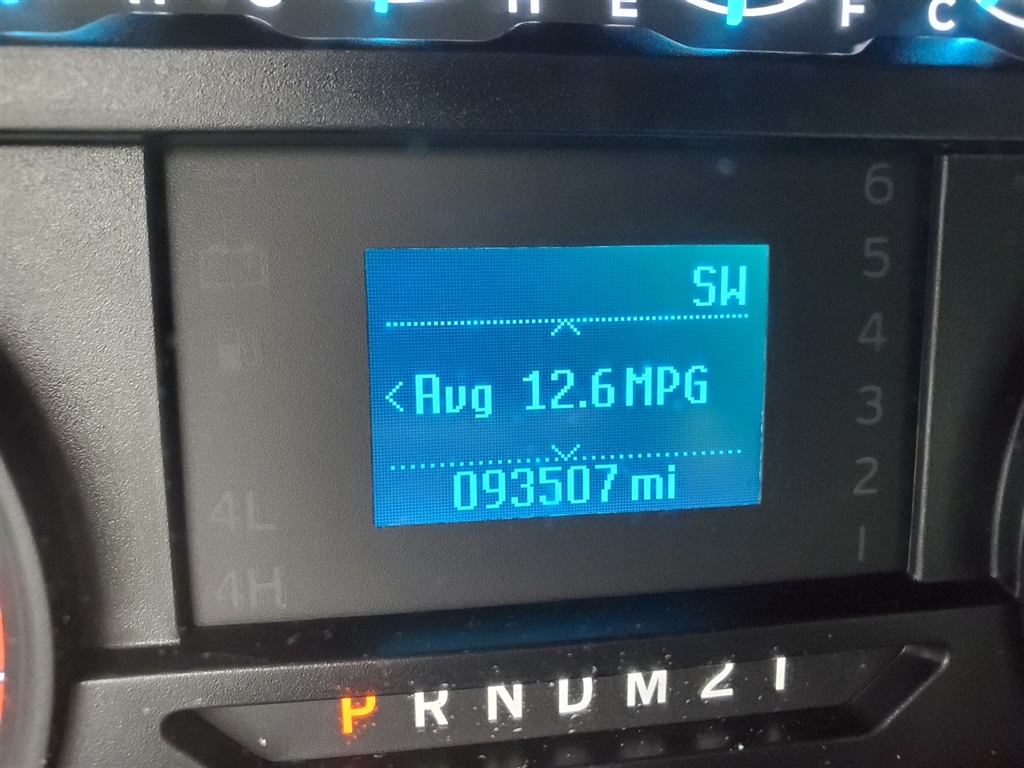 H E F C
6
SW
5
4
<Avg 12.6 MPG
3
2
093507 mi
4L
1
4H
P R N D M 2 1